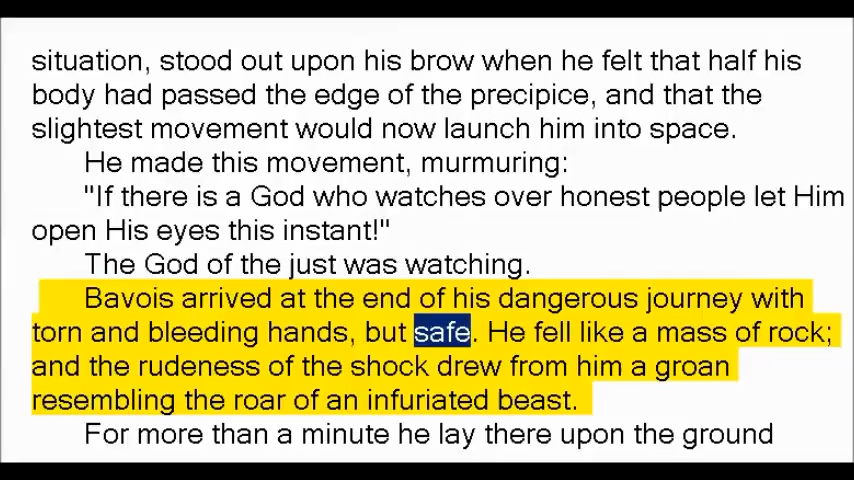 situation, stood out upon his brow when he felt that half his
body had passed the edge of the precipice, and that the
slightest movement would now launch him into space.
He made this movement, murmuring:
"If there is a God who watches over honest people let Him
open His eyes this instant!"
The God of the just was watching.
Bavois arrived at the end of his dangerous journey with
torn and bleeding hands, but safe. He fell like a mass of rock;
and the rudeness of the shock drew from him a groan
resembling the roar of an infuriated beast.
For more than a minute he lay there upon the ground